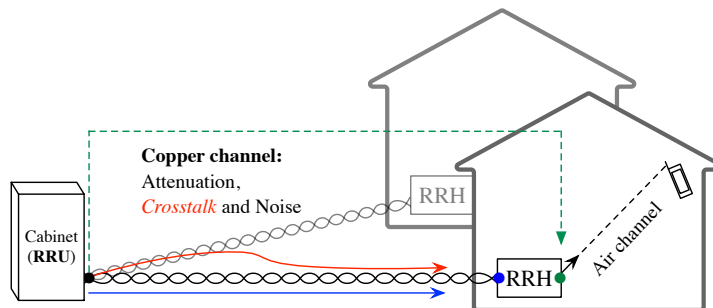 Copper channel:
Attenuation,
Crosstalk and Noise
RRH
Cabinet
(RRU)
RRH
Air channel